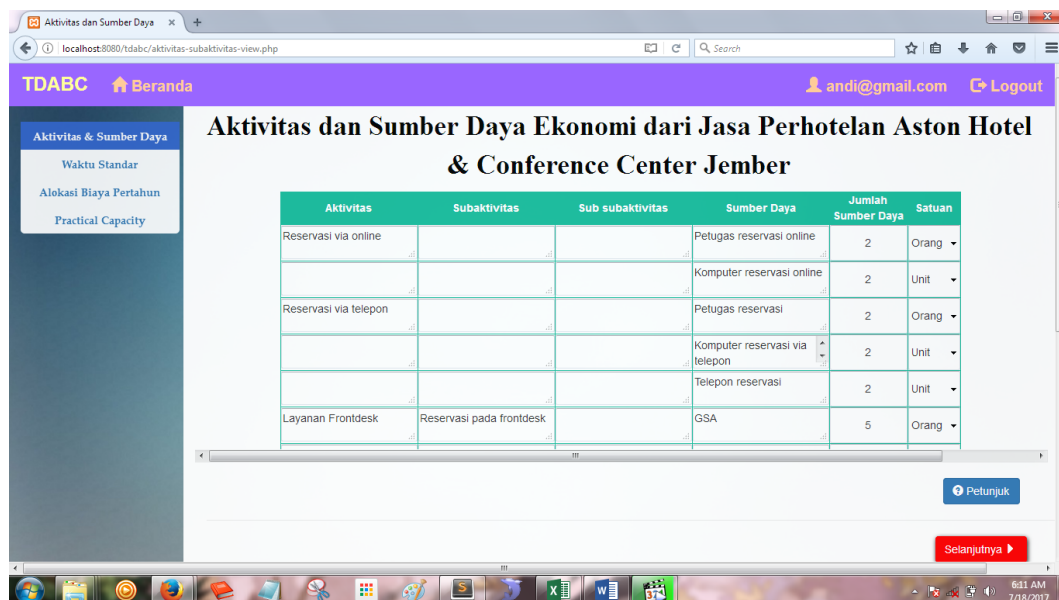 Aktivitas dan Sumber Daya × +
localhost:8080/tdabc/aktivitas-subaktivitas-view.php Search
TDABC Beranda andi@gmail.com Logout
Aktivitas & Sumber Daya
Waktu Standar
Alokasi Biaya Pertahun
Practical Capacity
Aktivitas dan Sumber Daya Ekonomi dari Jasa Perhotelan Aston Hotel
& Conference Center Jember
Aktivitas Subaktivitas Sub subaktivitas Sumber Daya Jumlah Sumber Daya Satuan
Reservasi via online Petugas reservasi online 2 Orang
Komputer reservasi online 2 Unit
Reservasi via telepon Petugas reservasi 2 Orang
Komputer reservasi via telepon 2 Unit
Telepon reservasi 2 Unit
Layanan Frontdesk Reservasi pada frontdesk GSA 5 Orang
Petunjuk
Selanjutnya
6:11 AM
7/18/2017